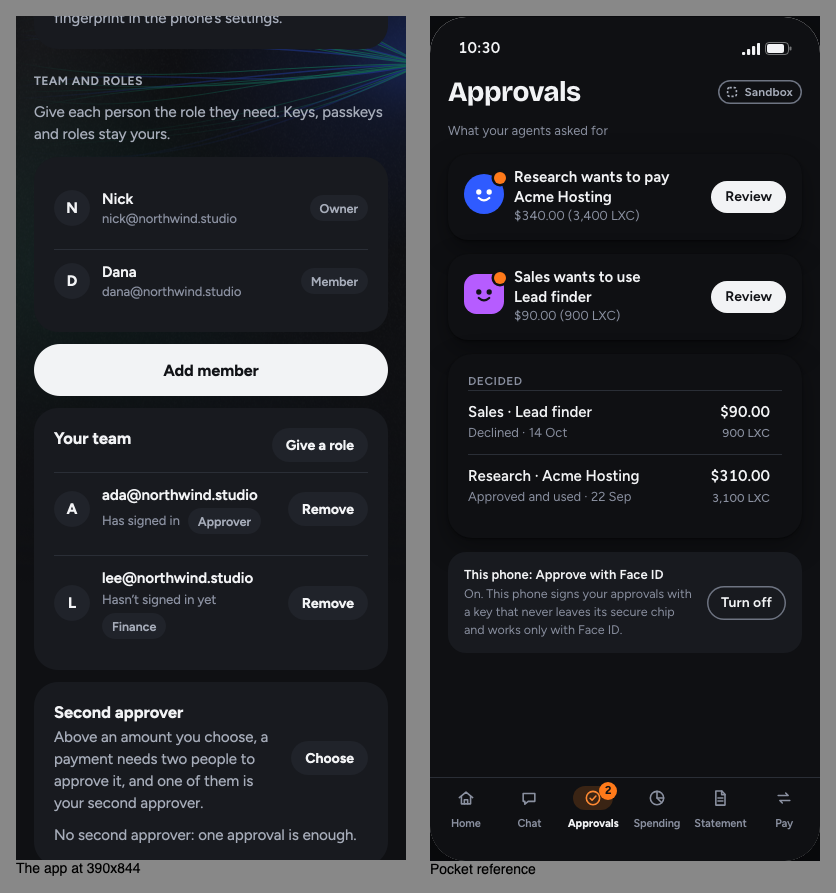 fingerprint in the phone's settings.
TEAM AND ROLES
Give each person the role they need. Keys, passkeys
and roles stay yours.
N
Nick
nick@northwind.studio
Owner
D
Dana
dana@northwind.studio
Member
Add member
Your team
Give a role
A
ada@northwind.studio
Has signed in
Approver
Remove
L
lee@northwind.studio
Hasn't signed in yet
Finance
Remove
Second approver
Above an amount you choose, a
payment needs two people to
approve it, and one of them is
your second approver.
Choose
No second approver: one approval is enough.
The app at 390x844
10:30
Approvals
Sandbox
What your agents asked for
Research wants to pay
Acme Hosting
$340.00 (3,400 LXC)
Review
Sales wants to use
Lead finder
$90.00 (900 LXC)
Review
DECIDED
Sales · Lead finder
$90.00
Declined · 14 Oct
900 LXC
Research · Acme Hosting
$310.00
Approved and used · 22 Sep
3,100 LXC
This phone: Approve with Face ID
On. This phone signs your approvals with
a key that never leaves its secure chip
and works only with Face ID.
Turn off
2
Home
Chat
Approvals
Spending
Statement
Pay
Pocket reference